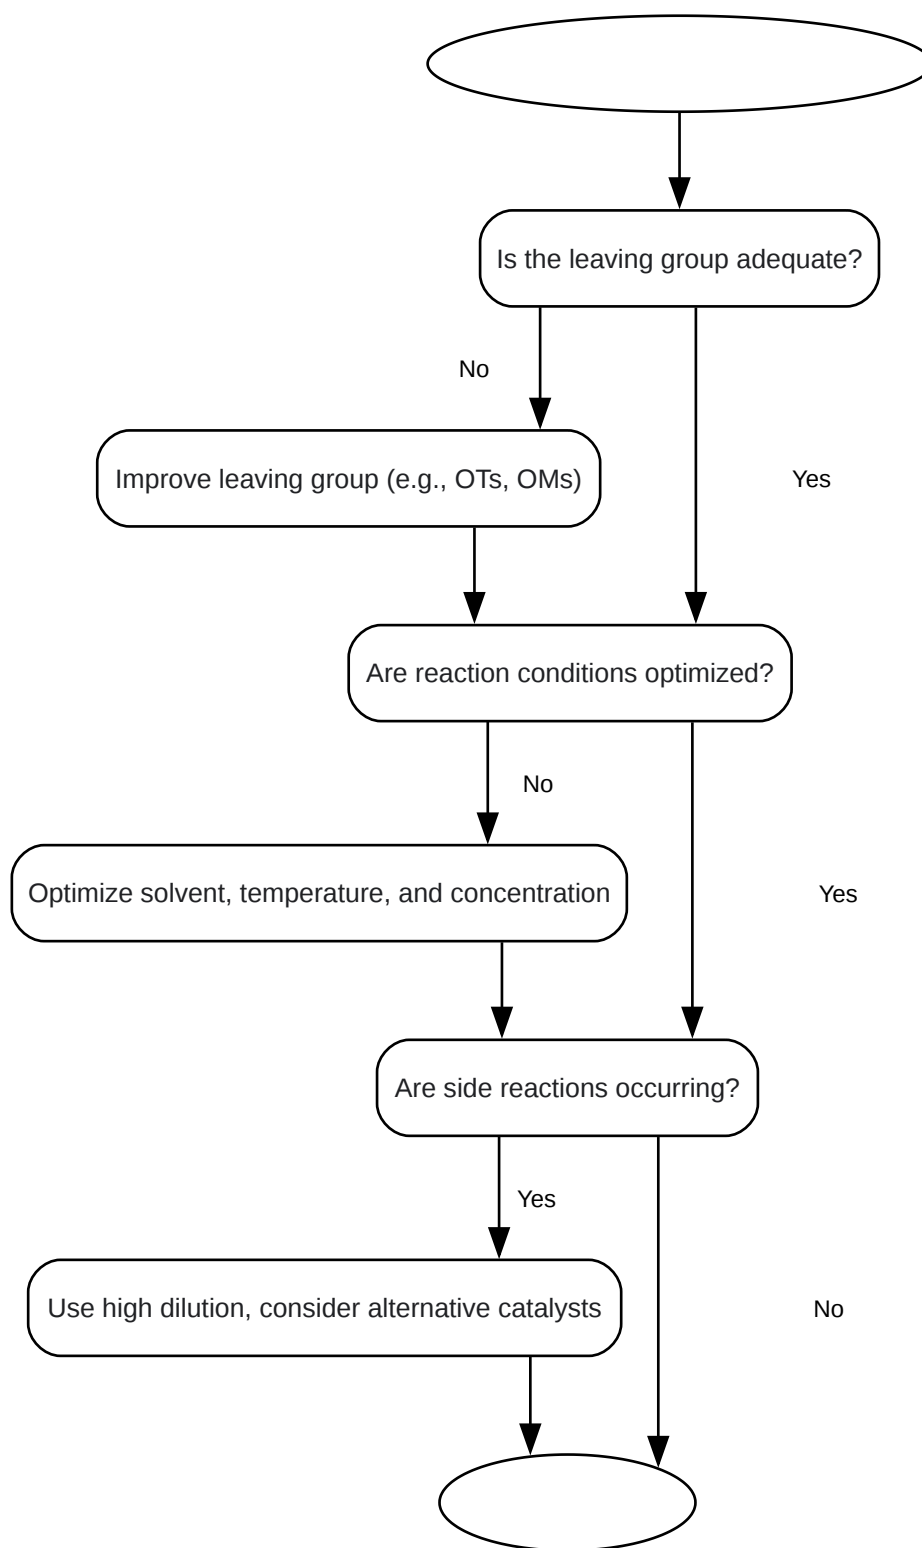 Is the leaving group adequate?
No
Improve leaving group (e.g., OTs, OMs)
Yes
Are reaction conditions optimized?
No
Optimize solvent, temperature, and concentration
Yes
Are side reactions occurring?
Yes
Use high dilution, consider alternative catalysts
No